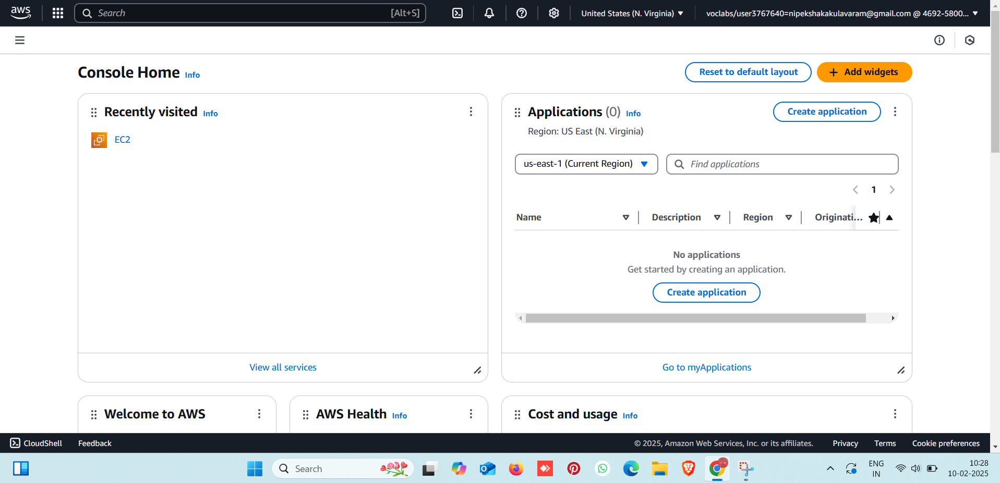 aws
Search [Alt+S]
United States (N. Virginia)
voclabs/user3767640=nipekshakakulavaram@gmail.com @ 4692-5800...
Console Home Info
Reset to default layout
Add widgets
Recently visited Info
EC2
View all services
Applications (0) Info
Create application
Region: US East (N. Virginia)
us-east-1 (Current Region)
Find applications
1
Name Description Region Originati...
No applications
Get started by creating an application.
Create application
Go to myApplications
Welcome to AWS
AWS Health Info
Cost and usage Info
CloudShell Feedback
© 2025, Amazon Web Services, Inc. or its affiliates. Privacy Terms Cookie preferences
Search
ENG
IN
10:28
10-02-2025